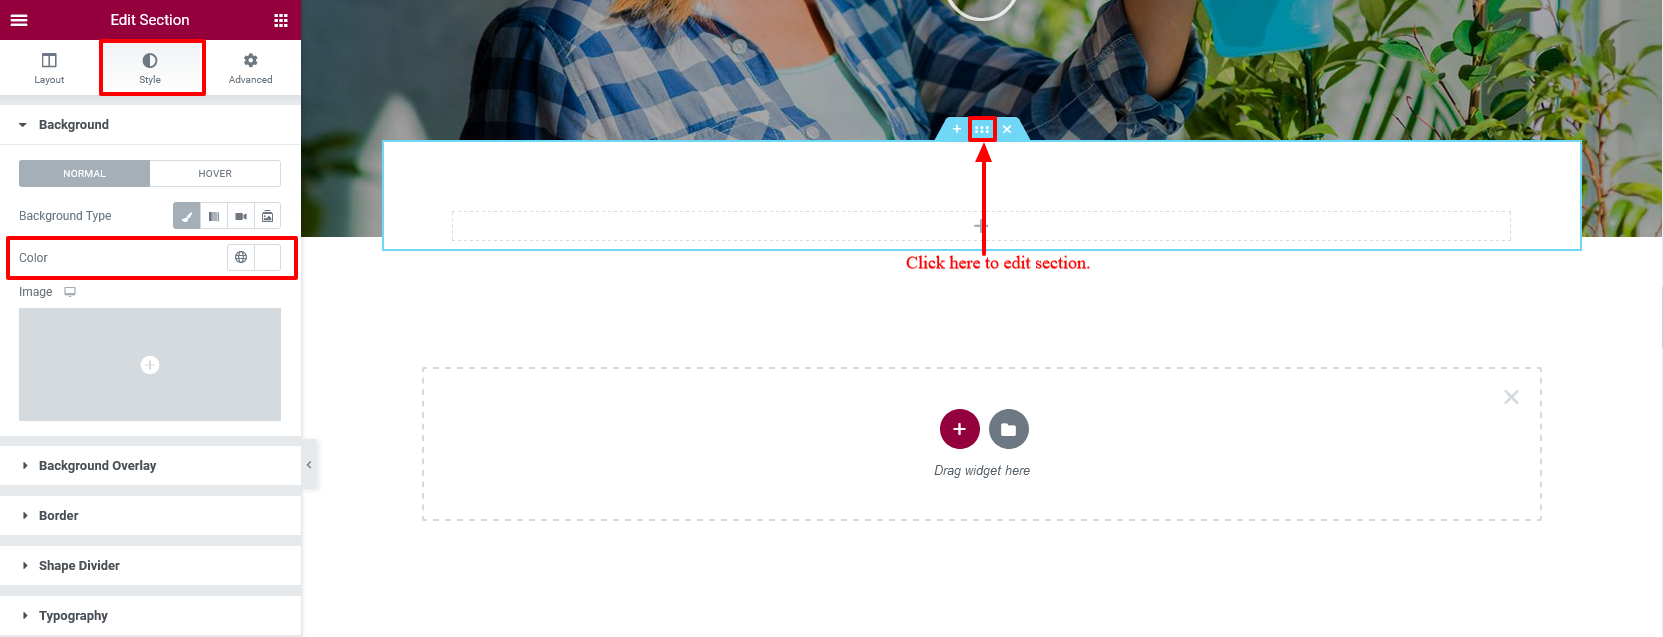 Edit Section
Layout
Style
Advanced
Background
NORMAL
HOVER
Background Type
Color
Image
Background Overlay
Border
Shape Divider
Typography
Click here to edit section.
Drag widget here